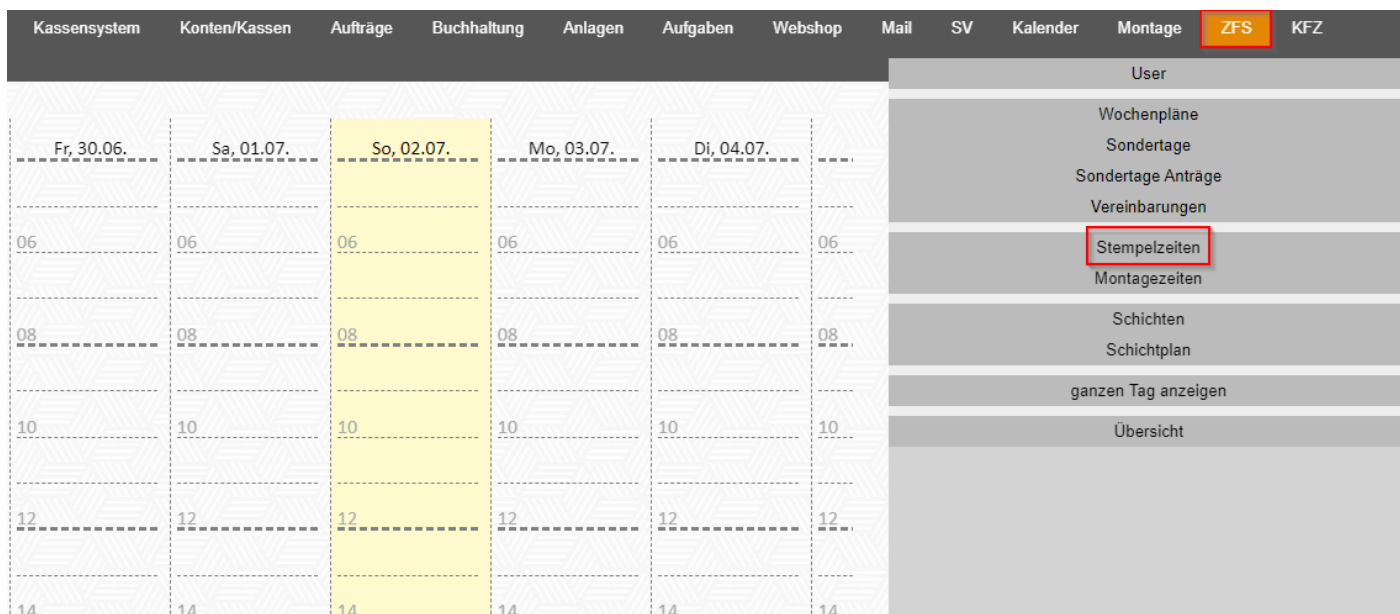 Kassensystem Konten/Kassen Aufträge Buchhaltung Anlagen Aufgaben Webshop Mail SV Kalender Montage ZFS KFZ
User
Wochenpläne
Sondertage
Sondertage Anträge
Vereinbarungen
Stempelzeiten
Montagezeiten
Schichten
Schichtplan
ganzen Tag anzeigen
Übersicht
Fr, 30.06. Sa, 01.07. So, 02.07. Mo, 03.07. Di, 04.07.
06 06 06 06 06 06
08 08 08 08 08 08
10 10 10 10 10 10
12 12 12 12 12 12
14 14 14 14 14 14